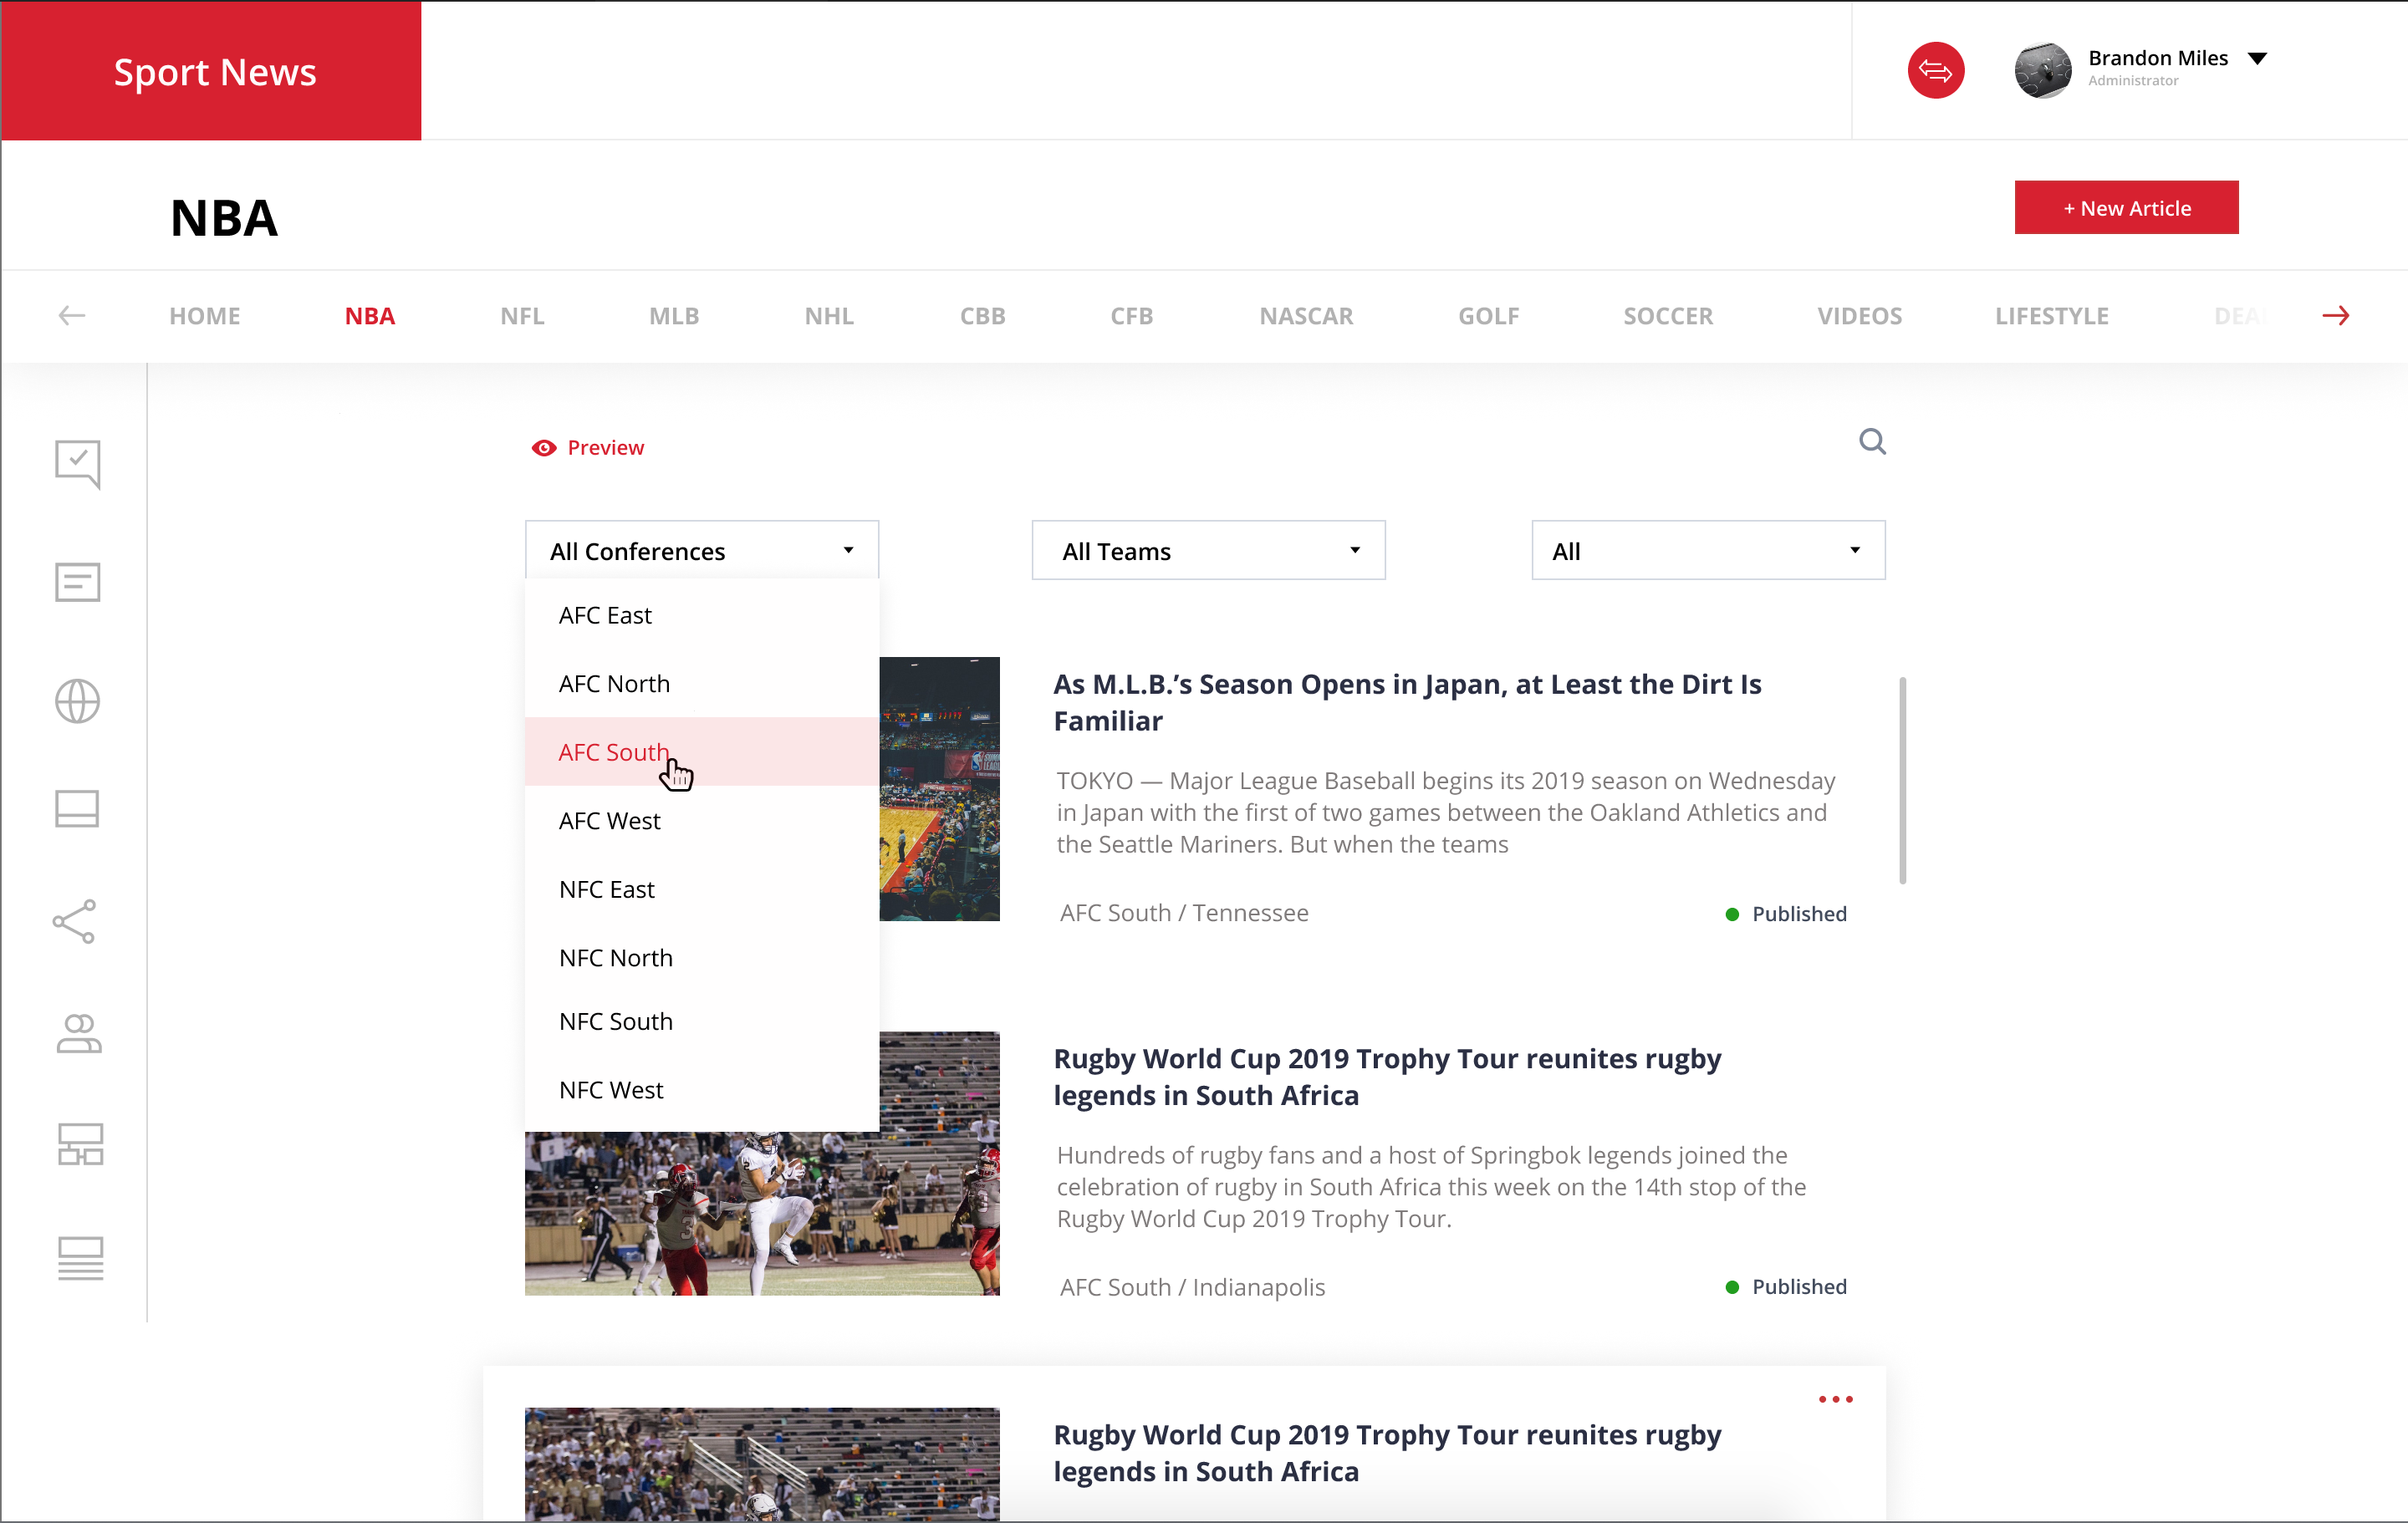 Sport News
Brandon Miles
Administrator
NBA
+ New Article
HOME NBA NFL MLB NHL CBB CFB NASCAR GOLF SOCCER VIDEOS LIFESTYLE
Preview
All Conferences
All Teams
All
AFC East
AFC North
AFC South
AFC West
NFC East
NFC North
NFC South
NFC West
As M.L.B.’s Season Opens in Japan, at Least the Dirt Is
Familiar
TOKYO — Major League Baseball begins its 2019 season on Wednesday
in Japan with the first of two games between the Oakland Athletics and
the Seattle Mariners. But when the teams
AFC South / Tennessee
Published
Rugby World Cup 2019 Trophy Tour reunites rugby
legends in South Africa
Hundreds of rugby fans and a host of Springbok legends joined the
celebration of rugby in South Africa this week on the 14th stop of the
Rugby World Cup 2019 Trophy Tour.
AFC South / Indianapolis
Published
Rugby World Cup 2019 Trophy Tour reunites rugby
legends in South Africa